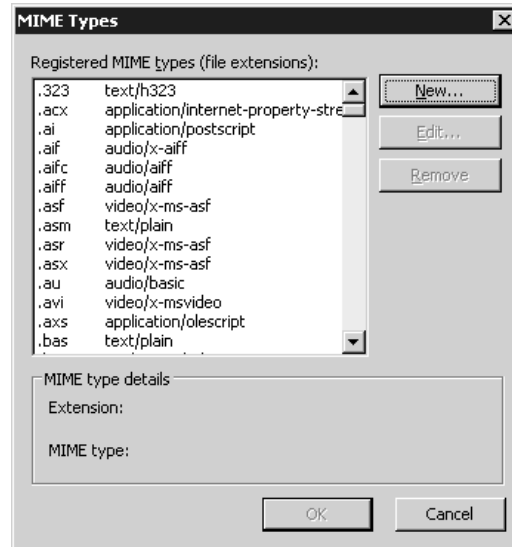 MIME Types
Registered MIME types (file extensions):
.323 text/h323
.acx application/internet-property-stre
.ai application/postscript
.aif audio/x-aiff
.aifc audio/aiff
.aiff audio/aiff
.asf video/x-ms-asf
.asm text/plain
.asr video/x-ms-asf
.asx video/x-ms-asf
.au audio/basic
.avi video/x-msvideo
.axs application/olescript
.bas text/plain
New...
Edit...
Remove
MIME type details
Extension:
MIME type:
OK Cancel